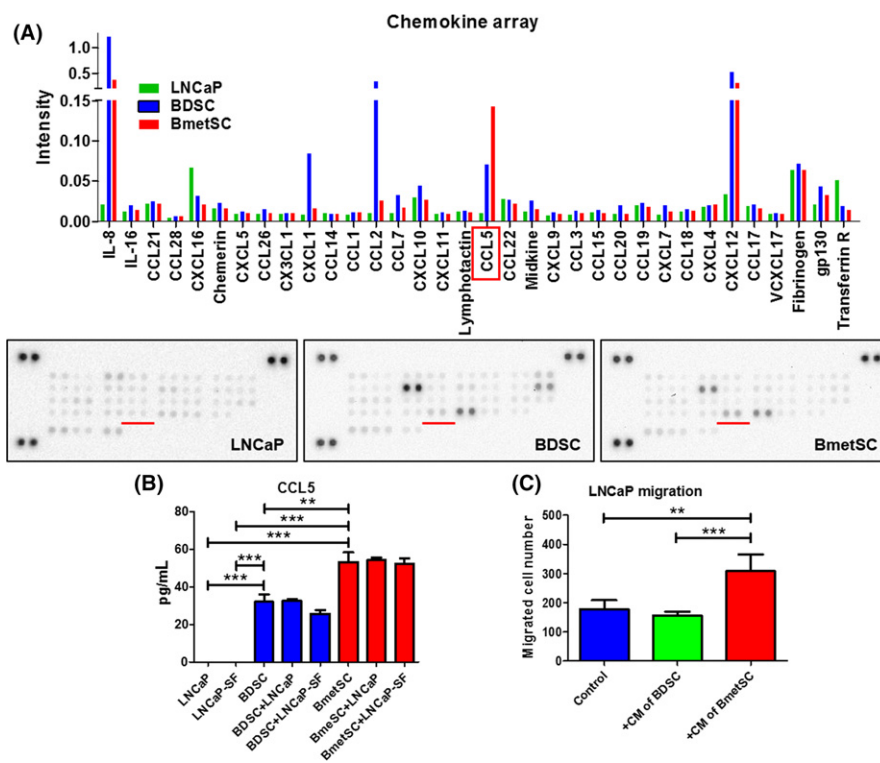 (A)
Chemokine array
Intensity
1.0
0.5
0.15
0.10
0.05
0.00
LNCaP
BDSC
BmetSC
IL-8
IL-16
CCL21
CCL28
CXCL16
Chemerin
CXCL5
CCL26
CX3CL1
CXCL1
CCL14
CCL1
CCL2
CCL7
CXCL10
CXCL11
Lymphotactin
CCL5
CCL22
Midkine
CXCL9
CCL3
CCL15
CCL20
CCL19
CXCL7
CCL18
CXCL4
CXCL12
CCL17
VCXCL17
Fibrinogen
gp130
Transferrin R
LNCaP
BDSC
BmetSC
(B)
CCL5
**
***
***
***
***
pg/mL
80
60
40
20
0
LNCaP
LNCaP-SF
BDSC
BDSC+LNCaP
BDSC+LNCaP-SF
BmetSC
BmeSC+LNCaP
BmetSC+LNCaP-SF
(C)
LNCaP migration
**
***
Migrated cell number
500
400
300
200
100
0
Control
+CM of BDSC
+CM of BmetSC